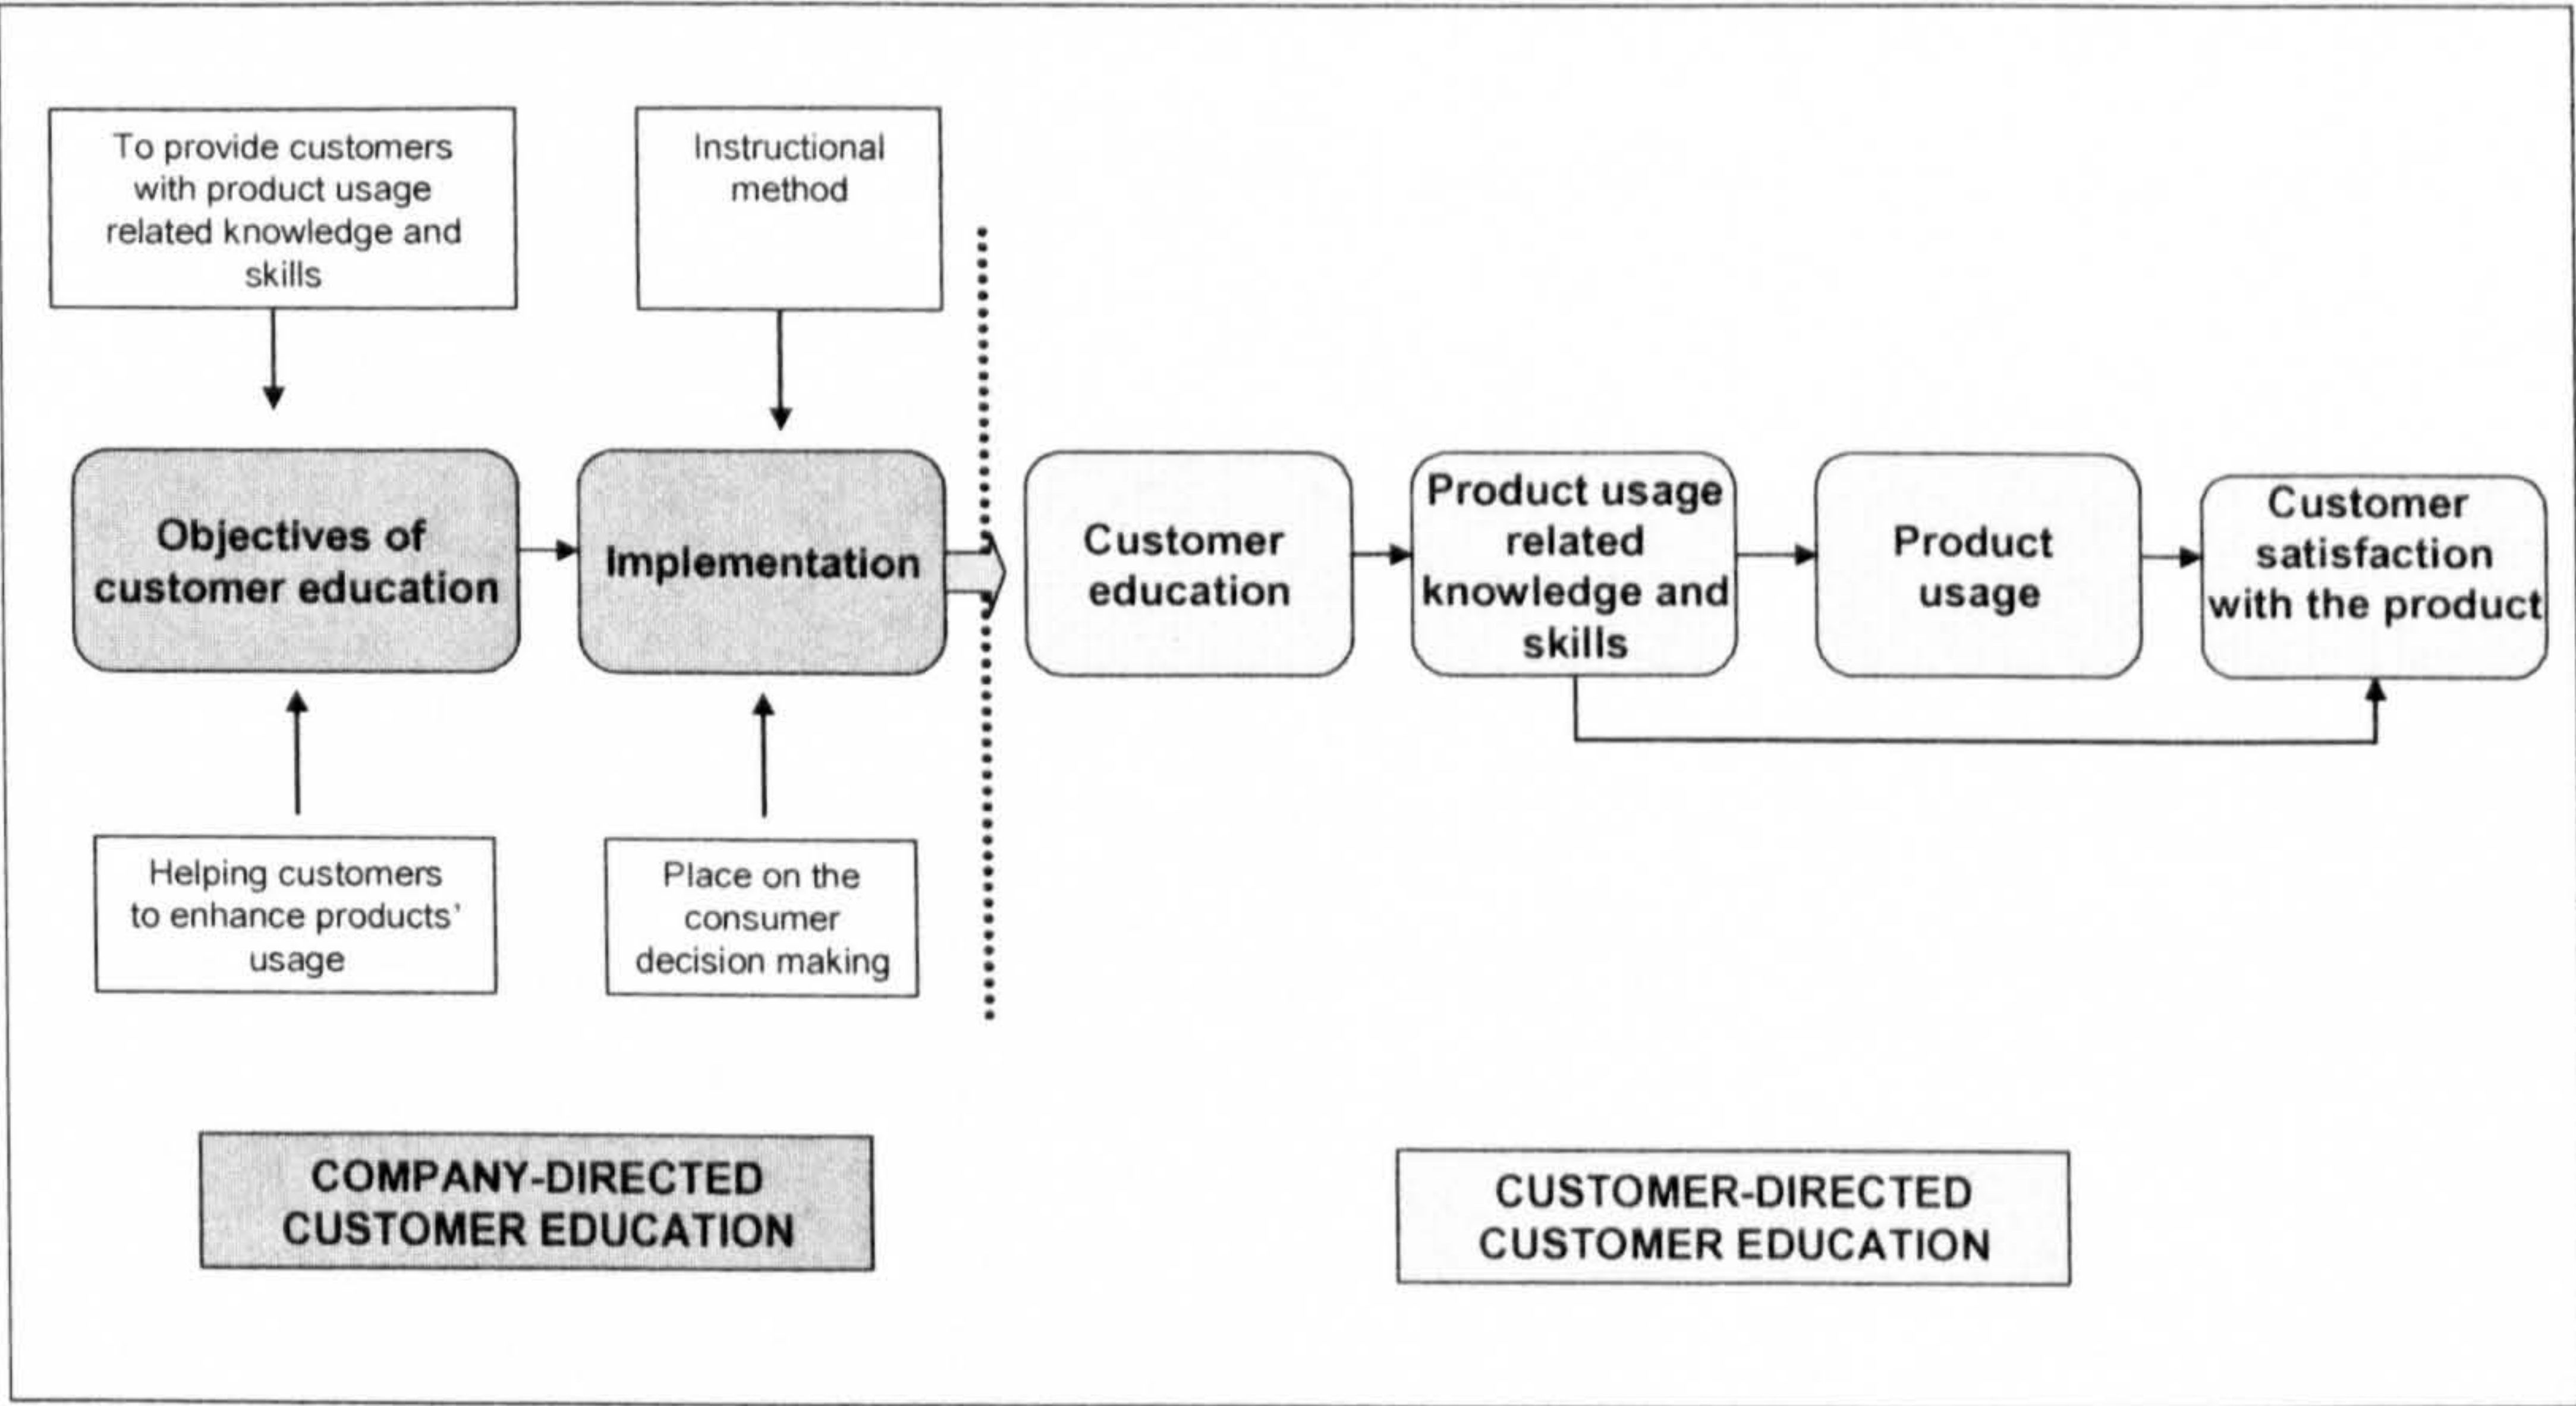 To provide customers
with product usage
related knowledge and
skills
Instructional
method
Objectives of
customer education
Implementation
Customer
education
Product usage
related
knowledge and
skills
Product
usage
Customer
satisfaction
with the product
Helping customers
to enhance products'
usage
Place on the
consumer
decision making
COMPANY-DIRECTED
CUSTOMER EDUCATION
CUSTOMER-DIRECTED
CUSTOMER EDUCATION